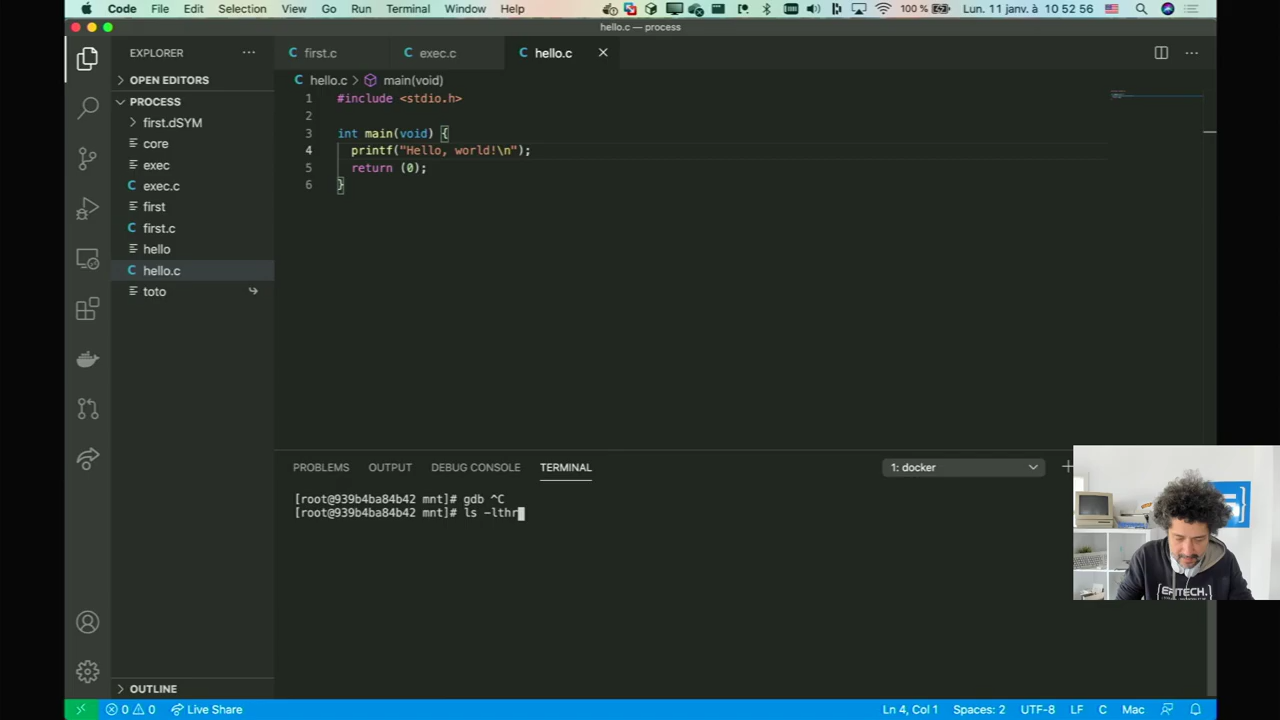 Code File Edit Selection View Go Run Terminal Window Help 100 % Lun. 11 janv. à 10 52 56
hello.c — process
EXPLORER ···
first.c exec.c hello.c
OPEN EDITORS
hello.c > main(void)
PROCESS
first.dSYM
core
exec
exec.c
first
first.c
hello
hello.c
toto
1 #include <stdio.h>
2
3 int main(void) {
4 printf("Hello, world!\n");
5 return (0);
6 }
PROBLEMS OUTPUT DEBUG CONSOLE TERMINAL 1: docker
[root@939b4ba84b42 mnt]# gdb ^C
[root@939b4ba84b42 mnt]# ls -lthr
EPITECH.
OUTLINE
0 0 Live Share Ln 4, Col 1 Spaces: 2 UTF-8 LF C Mac